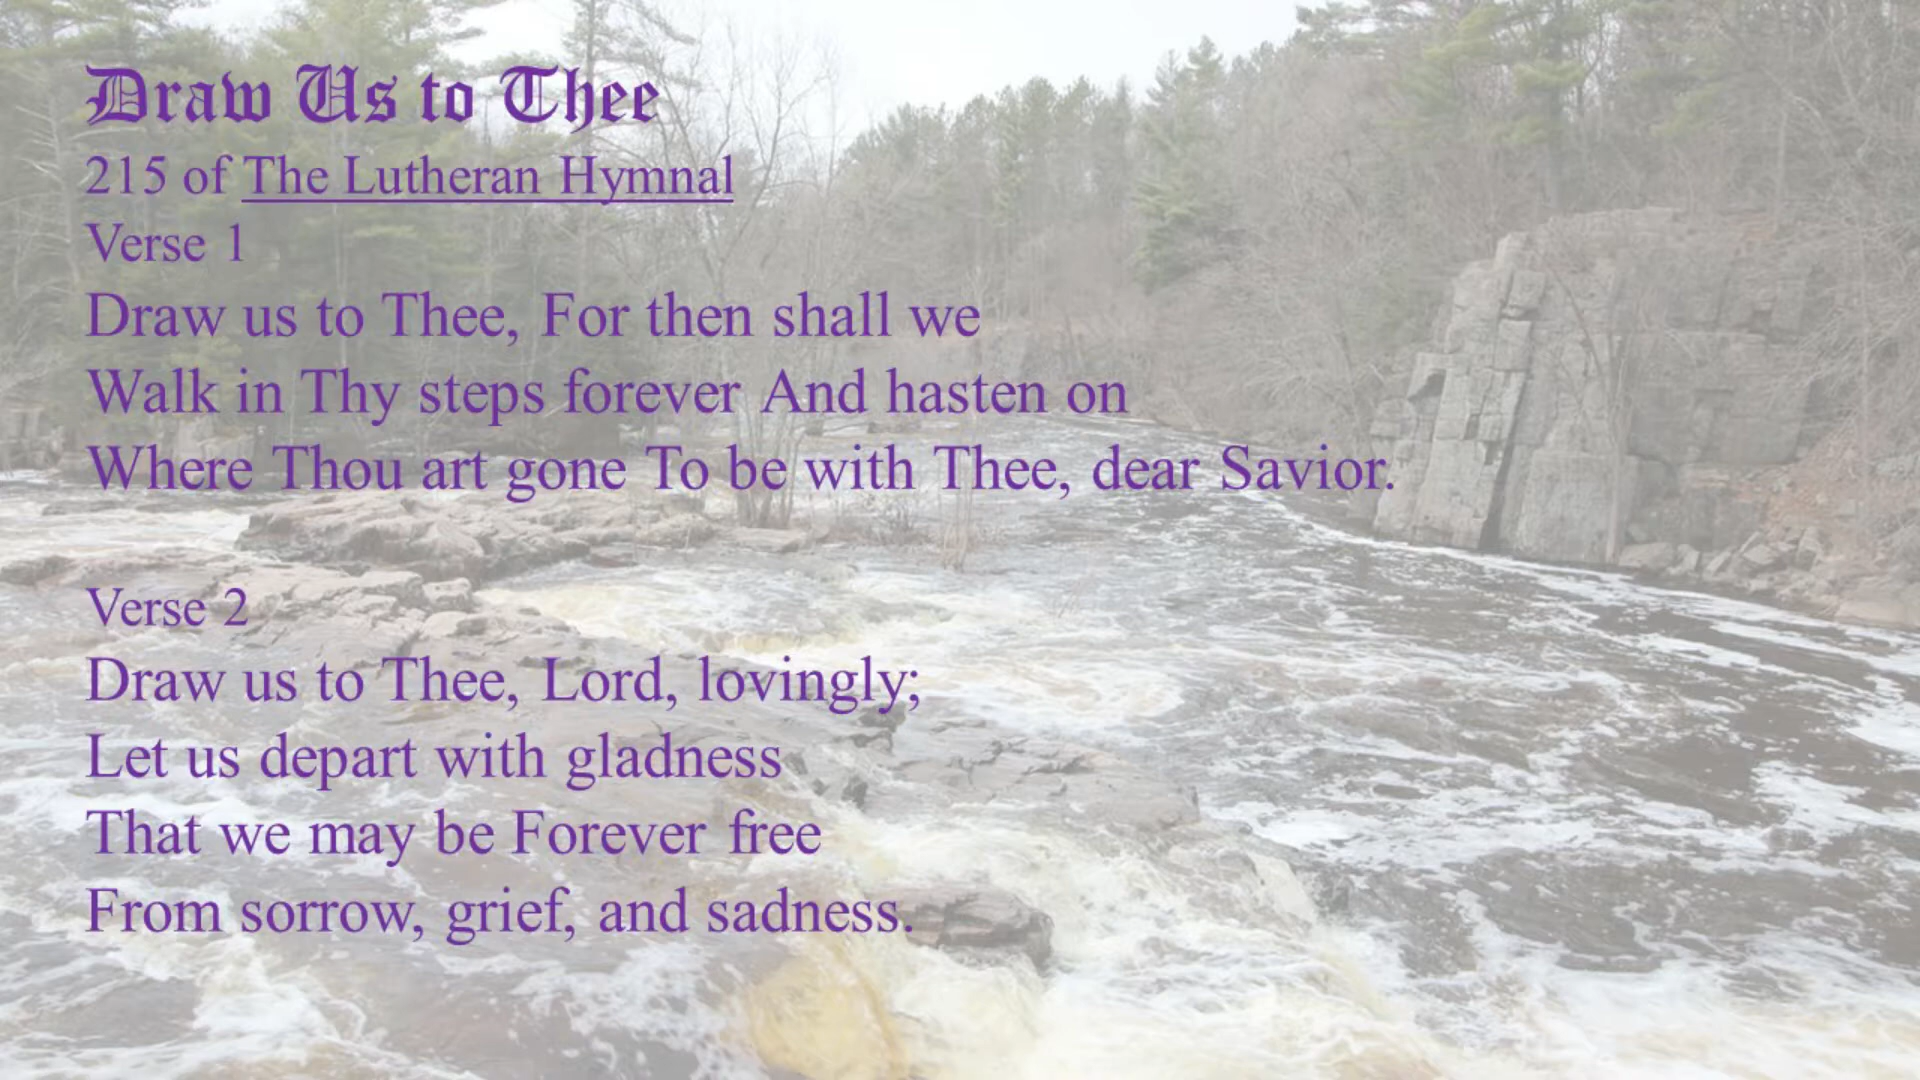 Draw Us to Thee
215 of The Lutheran Hymnal
Verse 1
Draw us to Thee, For then shall we
Walk in Thy steps forever And hasten on
Where Thou art gone To be with Thee, dear Savior.
Verse 2
Draw us to Thee, Lord, lovingly;
Let us depart with gladness
That we may be Forever free
From sorrow, grief, and sadness.